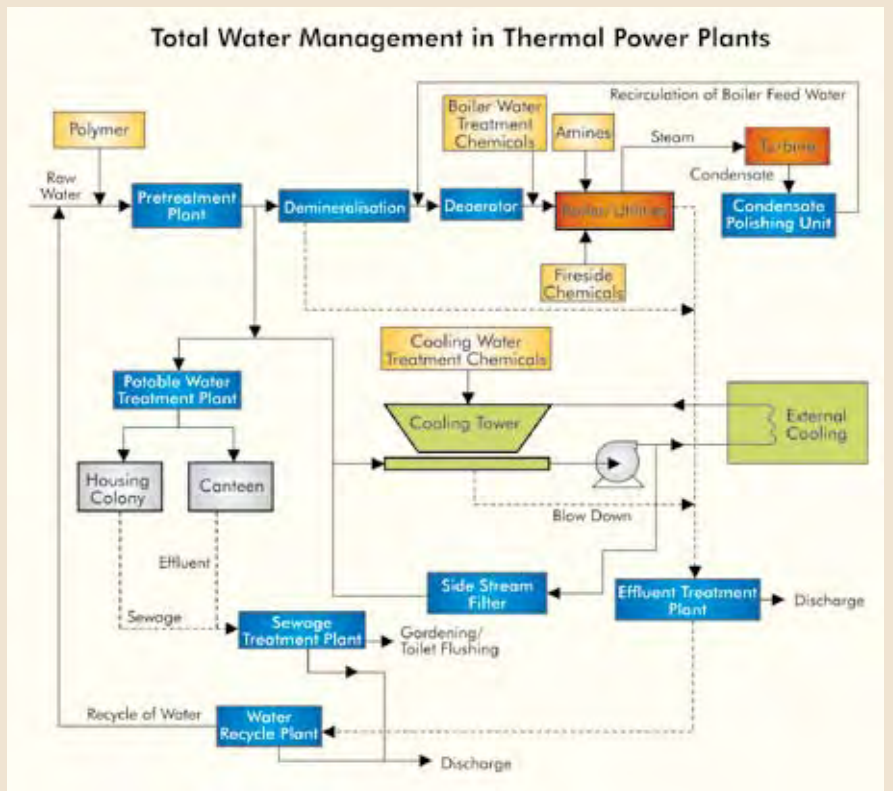 Total Water Management in Thermal Power Plants
Recirculation of Boiler Feed Water
Boiler Water
Treatment
Chemicals
Amines
Polymer
Steam
Turbine
Raw
Water
Condensate
Pretreatment
Plant
Demineralisation
Deaerator
Boiler/Utilities
Condensate
Polishing Unit
Fireside
Chemicals
Cooling Water
Treatment Chemicals
Potable Water
Treatment Plant
Cooling Tower
External
Cooling
Housing
Colony
Canteen
Blow Down
Effluent
Side Stream
Filter
Effluent Treatment
Plant
Discharge
Sewage
Sewage
Treatment Plant
Gardening/
Toilet Flushing
Recycle of Water
Water
Recycle Plant
Discharge